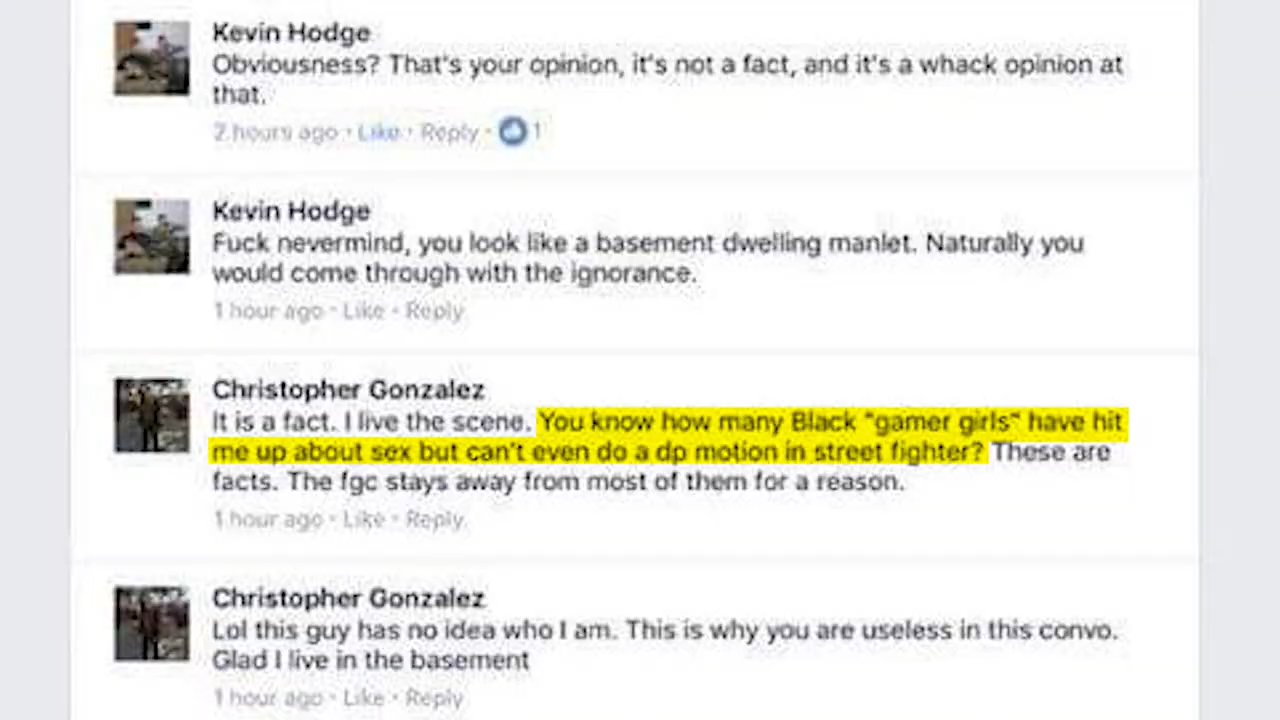 Kevin Hodge
Obviousness? That's your opinion, it's not a fact, and it's a whack opinion at
that.
2 hours ago · Like · Reply · 1
Kevin Hodge
Fuck nevermind, you look like a basement dwelling manlet. Naturally you
would come through with the ignorance.
1 hour ago · Like · Reply
Christopher Gonzalez
It is a fact. I live the scene. You know how many Black "gamer girls" have hit
me up about sex but can't even do a dp motion in street fighter? These are
facts. The fgc stays away from most of them for a reason.
1 hour ago · Like · Reply
Christopher Gonzalez
Lol this guy has no idea who I am. This is why you are useless in this convo.
Glad I live in the basement
1 hour ago · Like · Reply